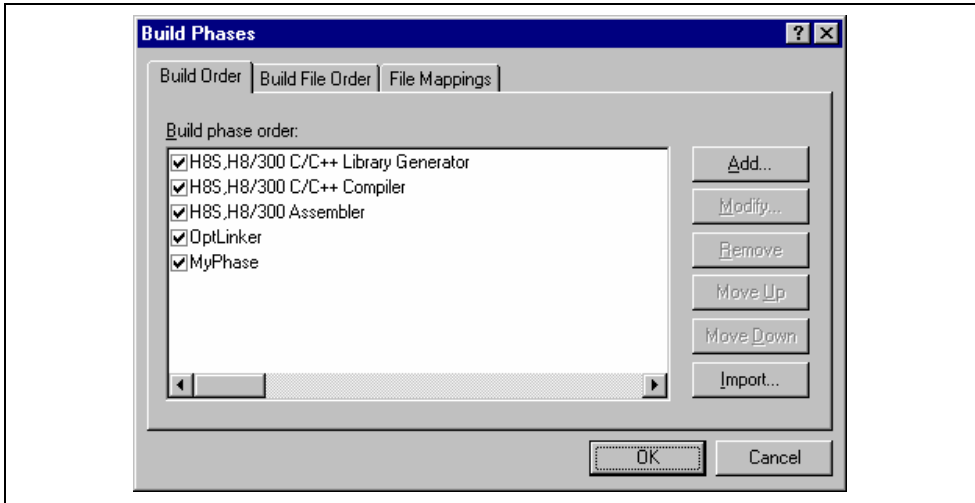 Build Phases
Build Order Build File Order File Mappings
Build phase order:
H8S,H8/300 C/C++ Library Generator
H8S,H8/300 C/C++ Compiler
H8S,H8/300 Assembler
OptLinker
MyPhase
Add...
Modify...
Remove
Move Up
Move Down
Import...
OK Cancel